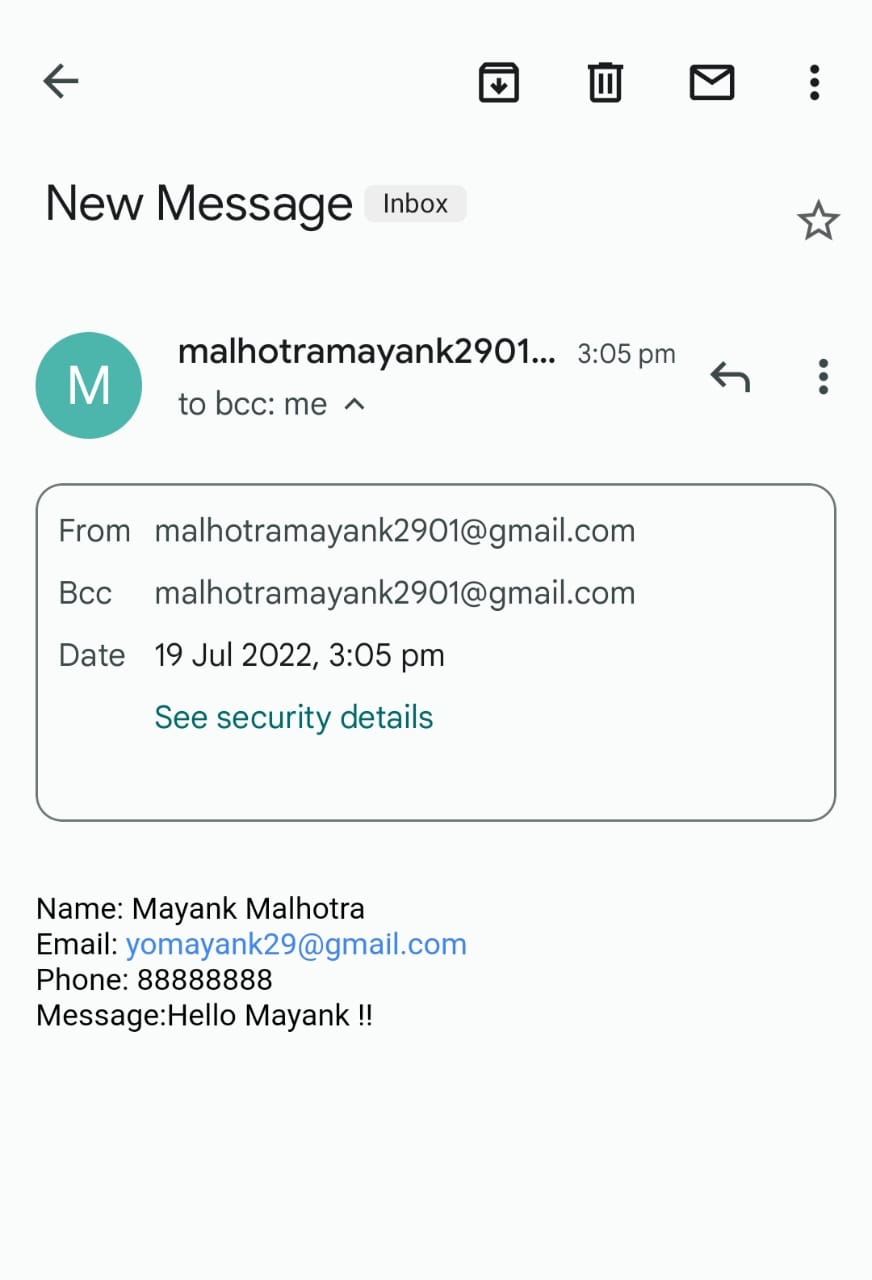 New Message Inbox
malhotramayank2901... 3:05 pm
M
to bcc: me
From malhotramayank2901@gmail.com
Bcc malhotramayank2901@gmail.com
Date 19 Jul 2022, 3:05 pm
See security details
Name: Mayank Malhotra
Email: yomayank29@gmail.com
Phone: 88888888
Message:Hello Mayank !!